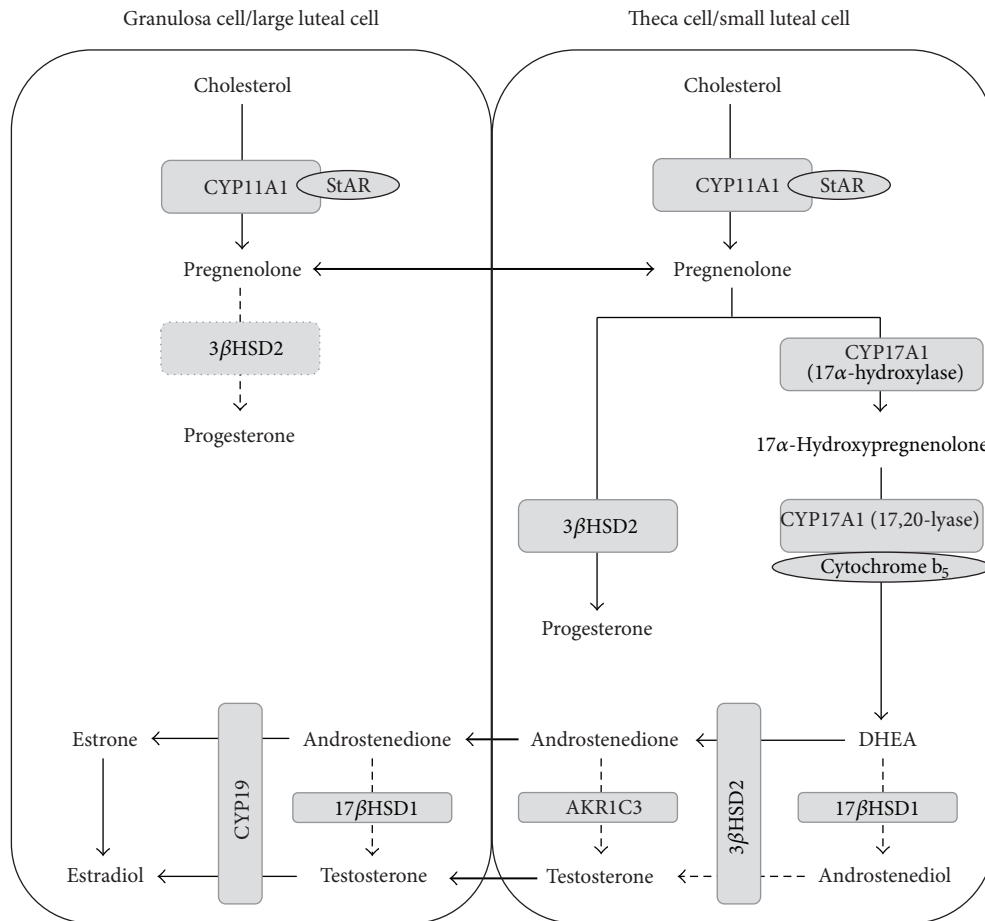 Granulosa cell/large luteal cell
Theca cell/small luteal cell
Cholesterol
CYP11A1
StAR
Pregnenolone
3βHSD2
Progesterone
Estrone
CYP19
Androstenedione
17βHSD1
Estradiol
Testosterone
Cholesterol
CYP11A1
StAR
Pregnenolone
CYP17A1
(17α-hydroxylase)
17α-Hydroxypregnenolone
3βHSD2
CYP17A1 (17,20-lyase)
Cytochrome b₅
Progesterone
Androstenedione
3βHSD2
DHEA
AKR1C3
17βHSD1
Testosterone
Androstenediol